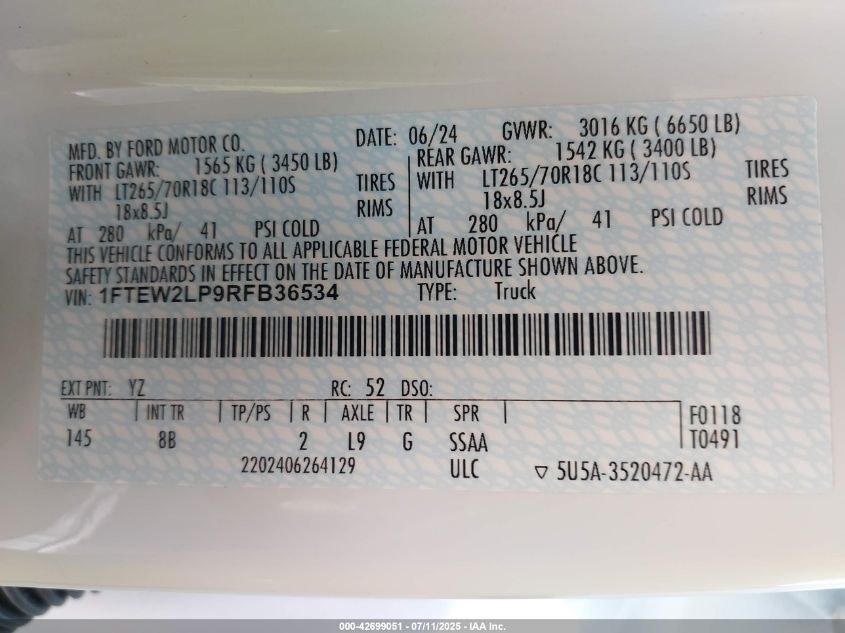 MFD. BY FORD MOTOR CO. DATE: 06/24 GVWR: 3016 KG ( 6650 LB)
FRONT GAWR: 1565 KG ( 3450 LB) REAR GAWR: 1542 KG ( 3400 LB)
WITH LT265/70R18C 113/110S TIRES WITH LT265/70R18C 113/110S TIRES
18x8.5J RIMS 18x8.5J RIMS
AT 280 kPa/ 41 PSI COLD AT 280 kPa/ 41 PSI COLD
THIS VEHICLE CONFORMS TO ALL APPLICABLE FEDERAL MOTOR VEHICLE
SAFETY STANDARDS IN EFFECT ON THE DATE OF MANUFACTURE SHOWN ABOVE.
VIN: 1FTEW2LP9RFB36534 TYPE: Truck
EXT PNT: YZ RC: 52 DSO:
WB INT TR TP/PS R AXLE TR SPR F0118
145 8B 2 L9 G SSAA T0491
2202406264129 ULC ▽ 5U5A-3520472-AA
000-42699051 - 07/11/2025 - IAA Inc.